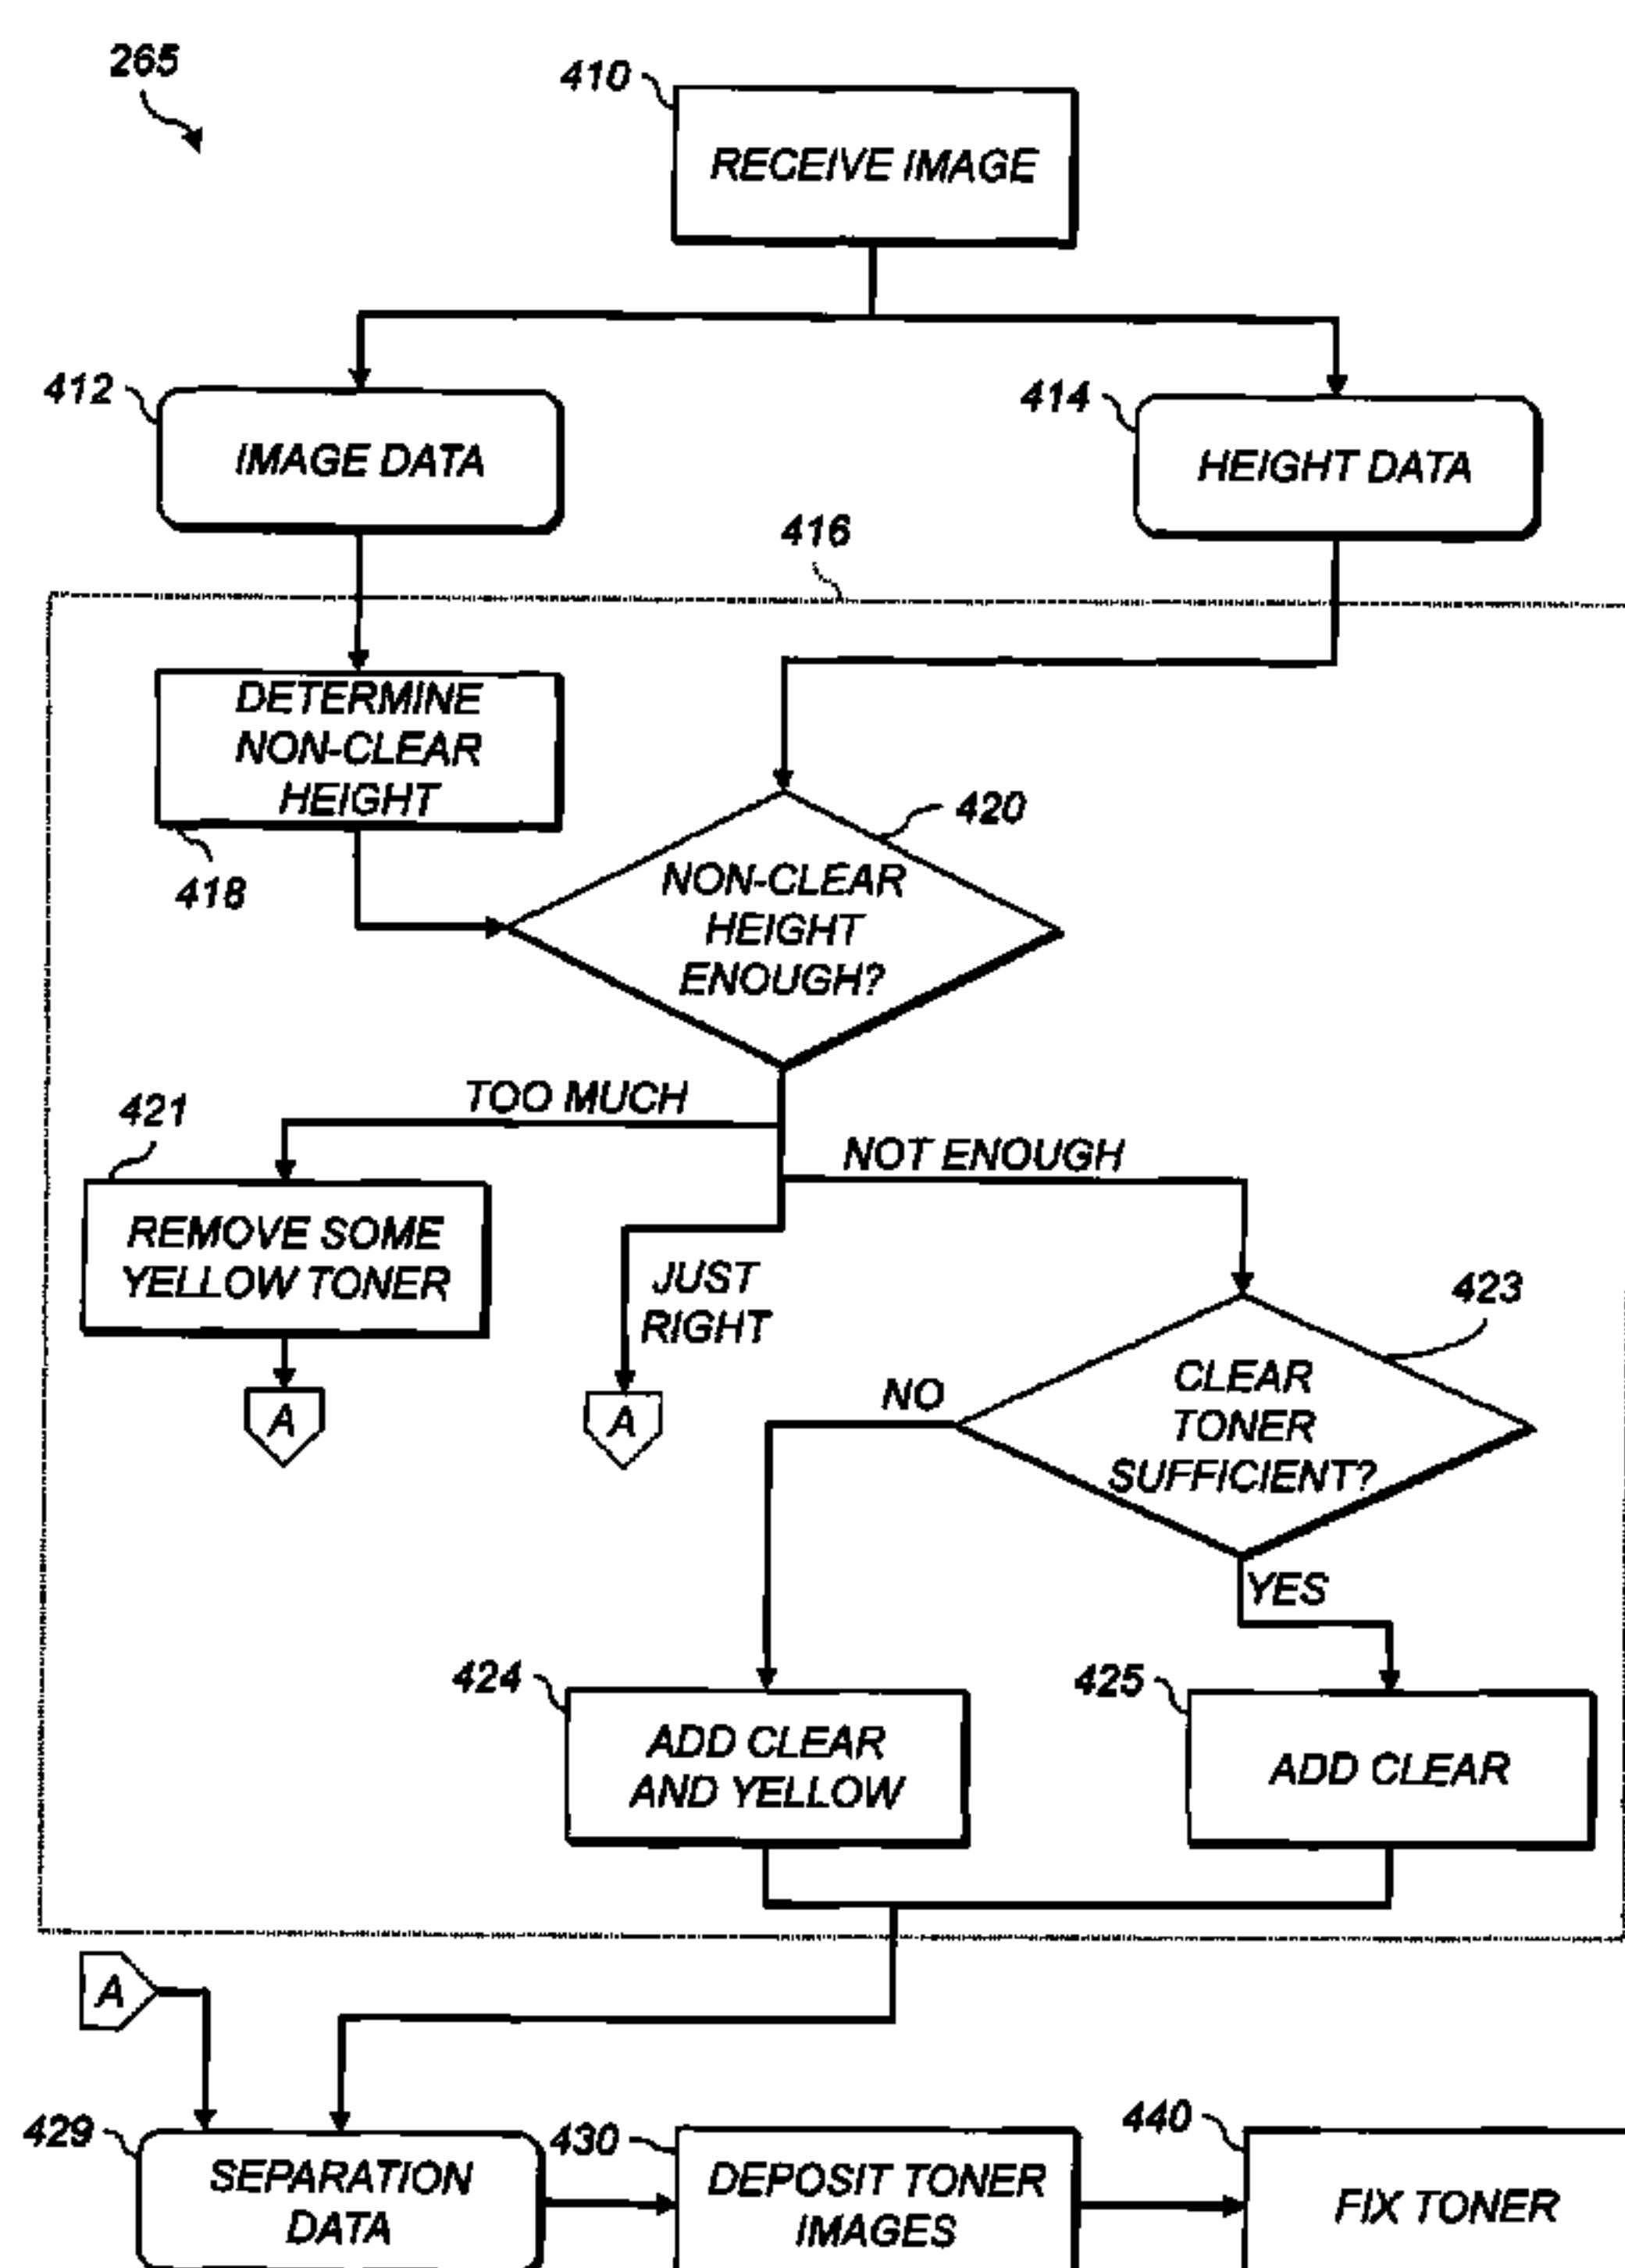 265
410
RECEIVE IMAGE
412
IMAGE DATA
414
HEIGHT DATA
416
DETERMINE
NON-CLEAR
HEIGHT
418
420
NON-CLEAR
HEIGHT
ENOUGH?
TOO MUCH
421
NOT ENOUGH
REMOVE SOME
YELLOW TONER
JUST
RIGHT
A
A
423
CLEAR
TONER
SUFFICIENT?
NO
YES
424
ADD CLEAR
AND YELLOW
425
ADD CLEAR
A
429
SEPARATION
DATA
430
DEPOSIT TONER
IMAGES
440
FIX TONER